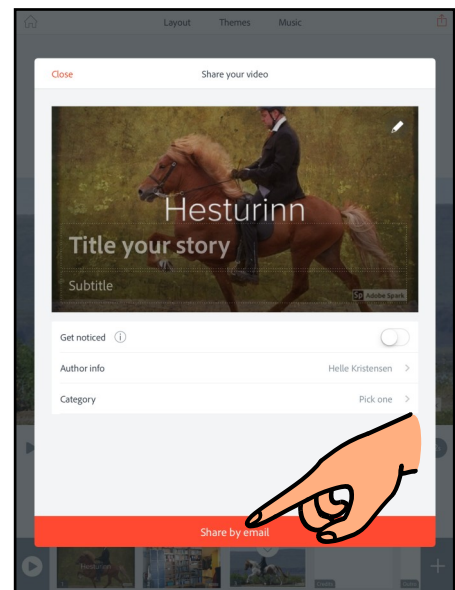 Layout Themes Music
Close Share your video
Hesturinn
Title your story
Subtitle
Sp Adobe Spark
Get noticed i
Author info Helle Kristensen >
Category Pick one >
Share by email
Hesturinn